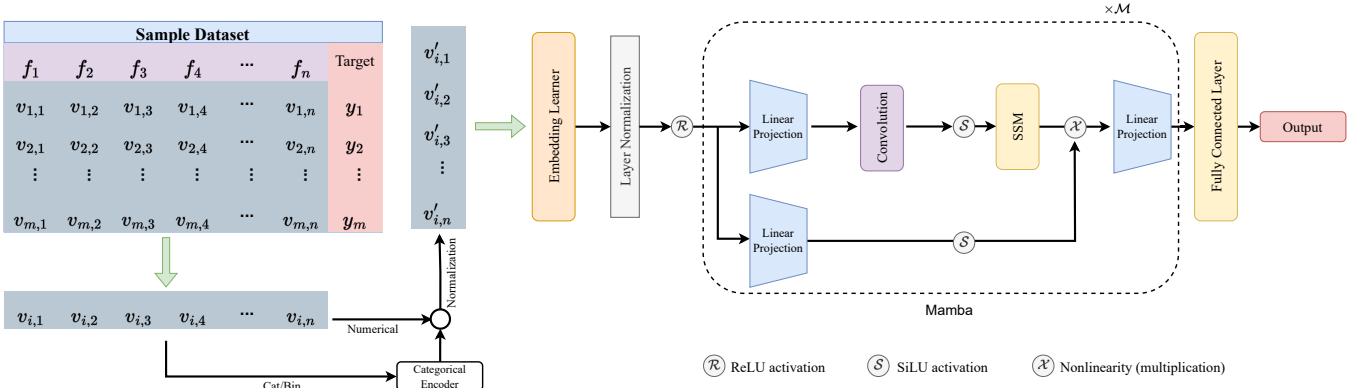 Sample Dataset
f₁ f₂ f₃ f₄ ... fₙ Target
v₁,₁ v₁,₂ v₁,₃ v₁,₄ ... v₁,ₙ y₁
v₂,₁ v₂,₂ v₂,₃ v₂,₄ ... v₂,ₙ y₂
⋮ ⋮ ⋮ ⋮ ⋮ ⋮
vₘ,₁ vₘ,₂ vₘ,₃ vₘ,₄ ... vₘ,ₙ yₘ
vᵢ,₁ vᵢ,₂ vᵢ,₃ vᵢ,₄ ... vᵢ,ₙ
Numerical
Cat/Bin
Categorical
Encoder
Normalization
v′ᵢ,₁
v′ᵢ,₂
v′ᵢ,₃
⋮
v′ᵢ,ₙ
Embedding Learner
Layer Normalization
ℛ
×ℳ
Linear
Projection
Convolution
𝒮
SSM
𝒳
Linear
Projection
Linear
Projection
𝒮
Mamba
Fully Connected Layer
Output
ℛ ReLU activation
𝒮 SiLU activation
𝒳 Nonlinearity (multiplication)